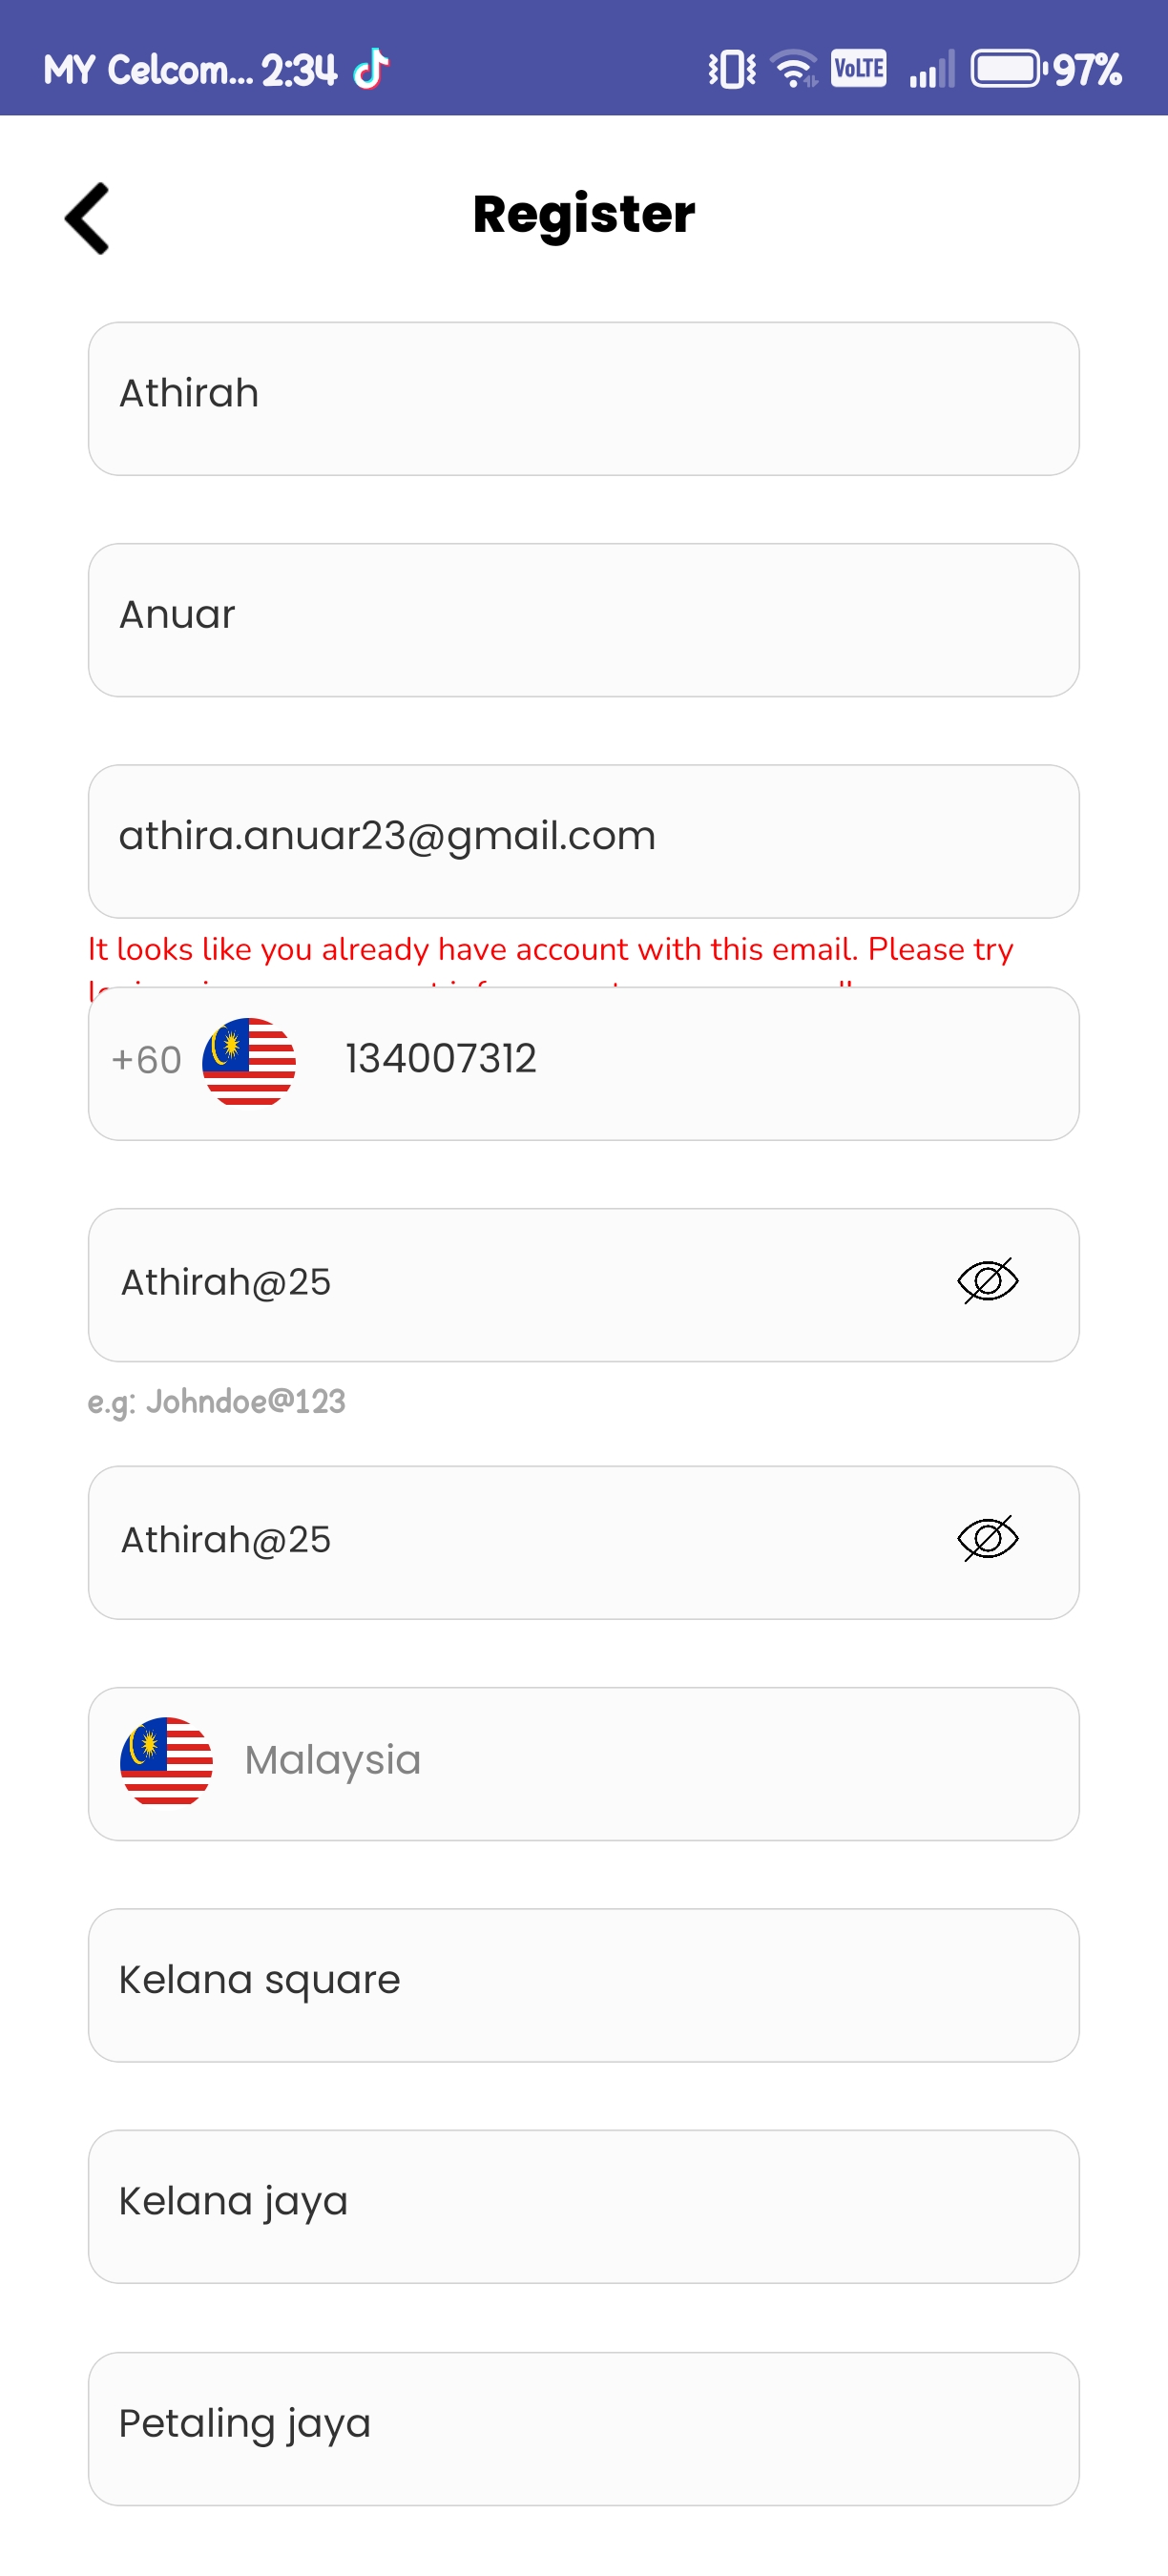 MY Celcom... 2:34 VoLTE 97%
Register
Athirah
Anuar
athira.anuar23@gmail.com
It looks like you already have account with this email. Please try
+60 134007312
Athirah@25
e.g: Johndoe@123
Athirah@25
Malaysia
Kelana square
Kelana jaya
Petaling jaya